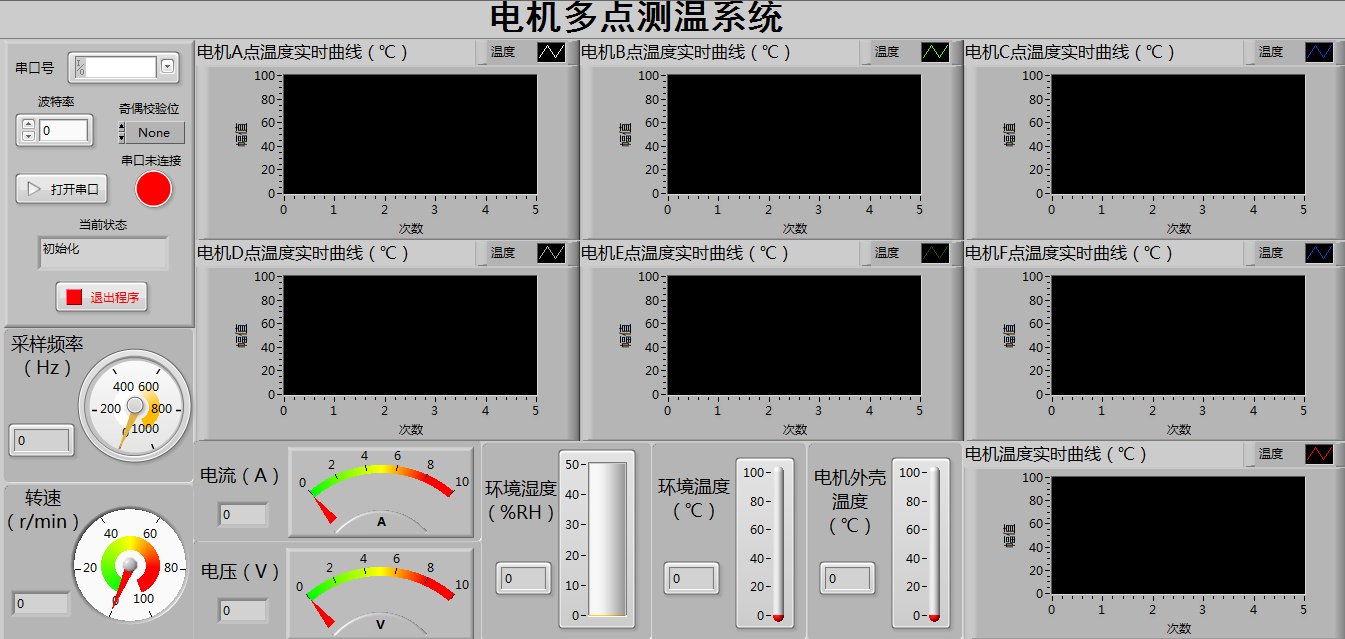 电机多点测温系统
串口号
I/O
波特率
0
奇偶校验位
None
串口未连接
打开串口
当前状态
初始化
退出程序
采样频率
(Hz)
0
0 200 400 600 800 1000
转速
(r/min)
0
0 20 40 60 80 100
电机A点温度实时曲线(℃)
温度
幅值
100
80
60
40
20
0
0 1 2 3 4 5
次数
电机B点温度实时曲线(℃)
温度
幅值
100
80
60
40
20
0
0 1 2 3 4 5
次数
电机C点温度实时曲线(℃)
温度
幅值
100
80
60
40
20
0
0 1 2 3 4 5
次数
电机D点温度实时曲线(℃)
温度
幅值
100
80
60
40
20
0
0 1 2 3 4 5
次数
电机E点温度实时曲线(℃)
温度
幅值
100
80
60
40
20
0
0 1 2 3 4 5
次数
电机F点温度实时曲线(℃)
温度
幅值
100
80
60
40
20
0
0 1 2 3 4 5
次数
电流(A)
0
0 2 4 6 8 10
A
电压(V)
0
0 2 4 6 8 10
V
环境湿度
(%RH)
0
50
40
30
20
10
0
环境温度
(℃)
0
100
80
60
40
20
0
电机外壳
温度
(℃)
0
100
80
60
40
20
0
电机温度实时曲线(℃)
温度
幅值
100
80
60
40
20
0
0 1 2 3 4 5
次数